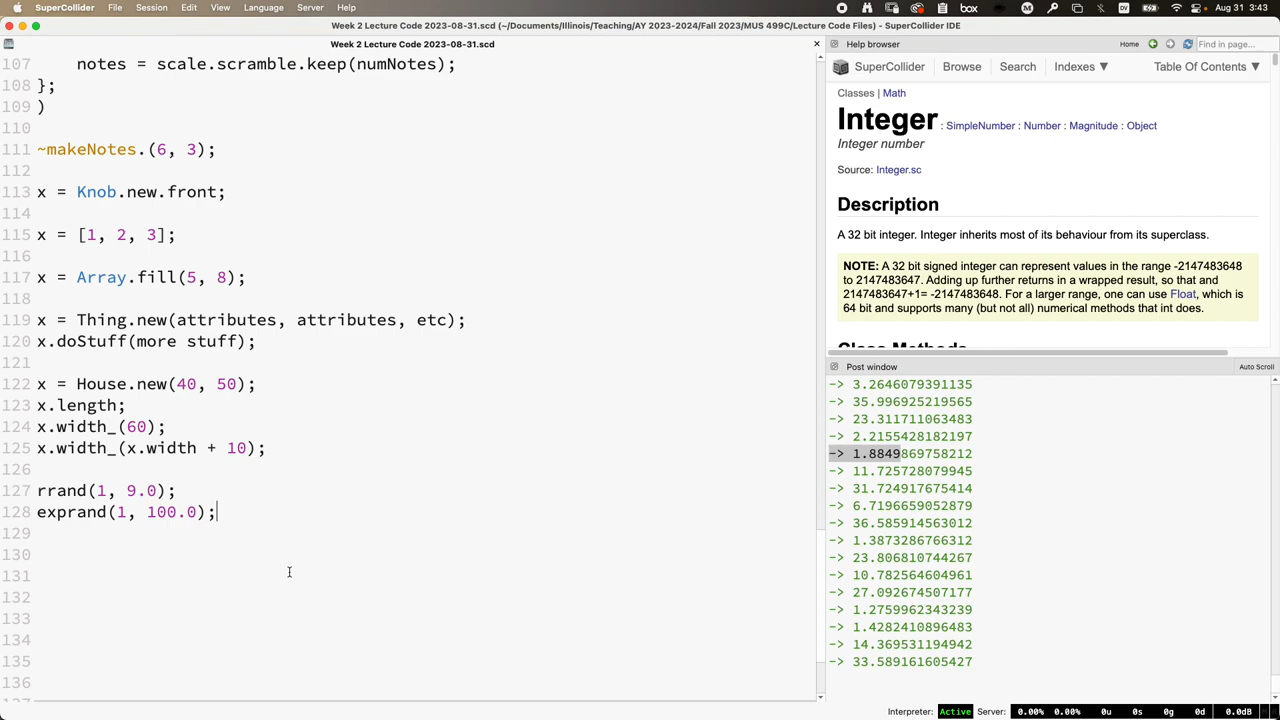 SuperCollider File Edit View Language Help Thu Aug 31 3:43
Week 2 Lecture Code 2023-08-31.scd (~/Documents/Illinois/Teaching/AY 2023-2024/Fall 2023/MUS 499C/Lecture Code Files) - SuperCollider IDE
Week 2 Lecture Code 2023-08-31.scd
107 notes = scale.scramble.keep(numNotes);
108 };
109 )
110
111 ~makeNotes.(6, 3);
112
113 x = Knob.new.front;
114
115 x = [1, 2, 3];
116
117 x = Array.fill(5, 8);
118
119 x = Thing.new(attributes, attributes, etc);
120 x.doStuff(more stuff);
121
122 x = House.new(40, 50);
123 x.length;
124 x.width_(60);
125 x.width_(x.width + 10);
126
127 rrand(1, 9.0);
128 exprand(1, 100.0);
129
130
131
132
133
134
135
136
Help browser Home Find in page...
SuperCollider Browse Search Indexes ▼ Table Of Contents ▼
Classes | Math
Integer : SimpleNumber : Number : Magnitude : Object
Integer number
Source: Integer.sc
Description
A 32 bit integer. Integer inherits most of its behaviour from its superclass.
NOTE: A 32 bit signed integer can represent values in the range -2147483648
to 2147483647. Adding up further returns in a wrapped result, so that and
2147483647+1= -2147483648. For a larger range, one can use Float, which is
64 bit and supports many (but not all) numerical methods that int does.
Class Methods
Post window Auto Scroll
-> 3.2646079391135
-> 35.996925219565
-> 23.311711063483
-> 2.2155428182197
-> 1.8849869758212
-> 11.725728079945
-> 31.724917675414
-> 6.7196659052879
-> 36.585914563012
-> 1.3873286766312
-> 23.806810744267
-> 10.782564604961
-> 27.092674507177
-> 1.2759962343239
-> 1.4282410896483
-> 14.369531194942
-> 33.589161605427
Interpreter: Active Server: 0.00% 0.00% 0u 0s 0g 0d 0.0dB